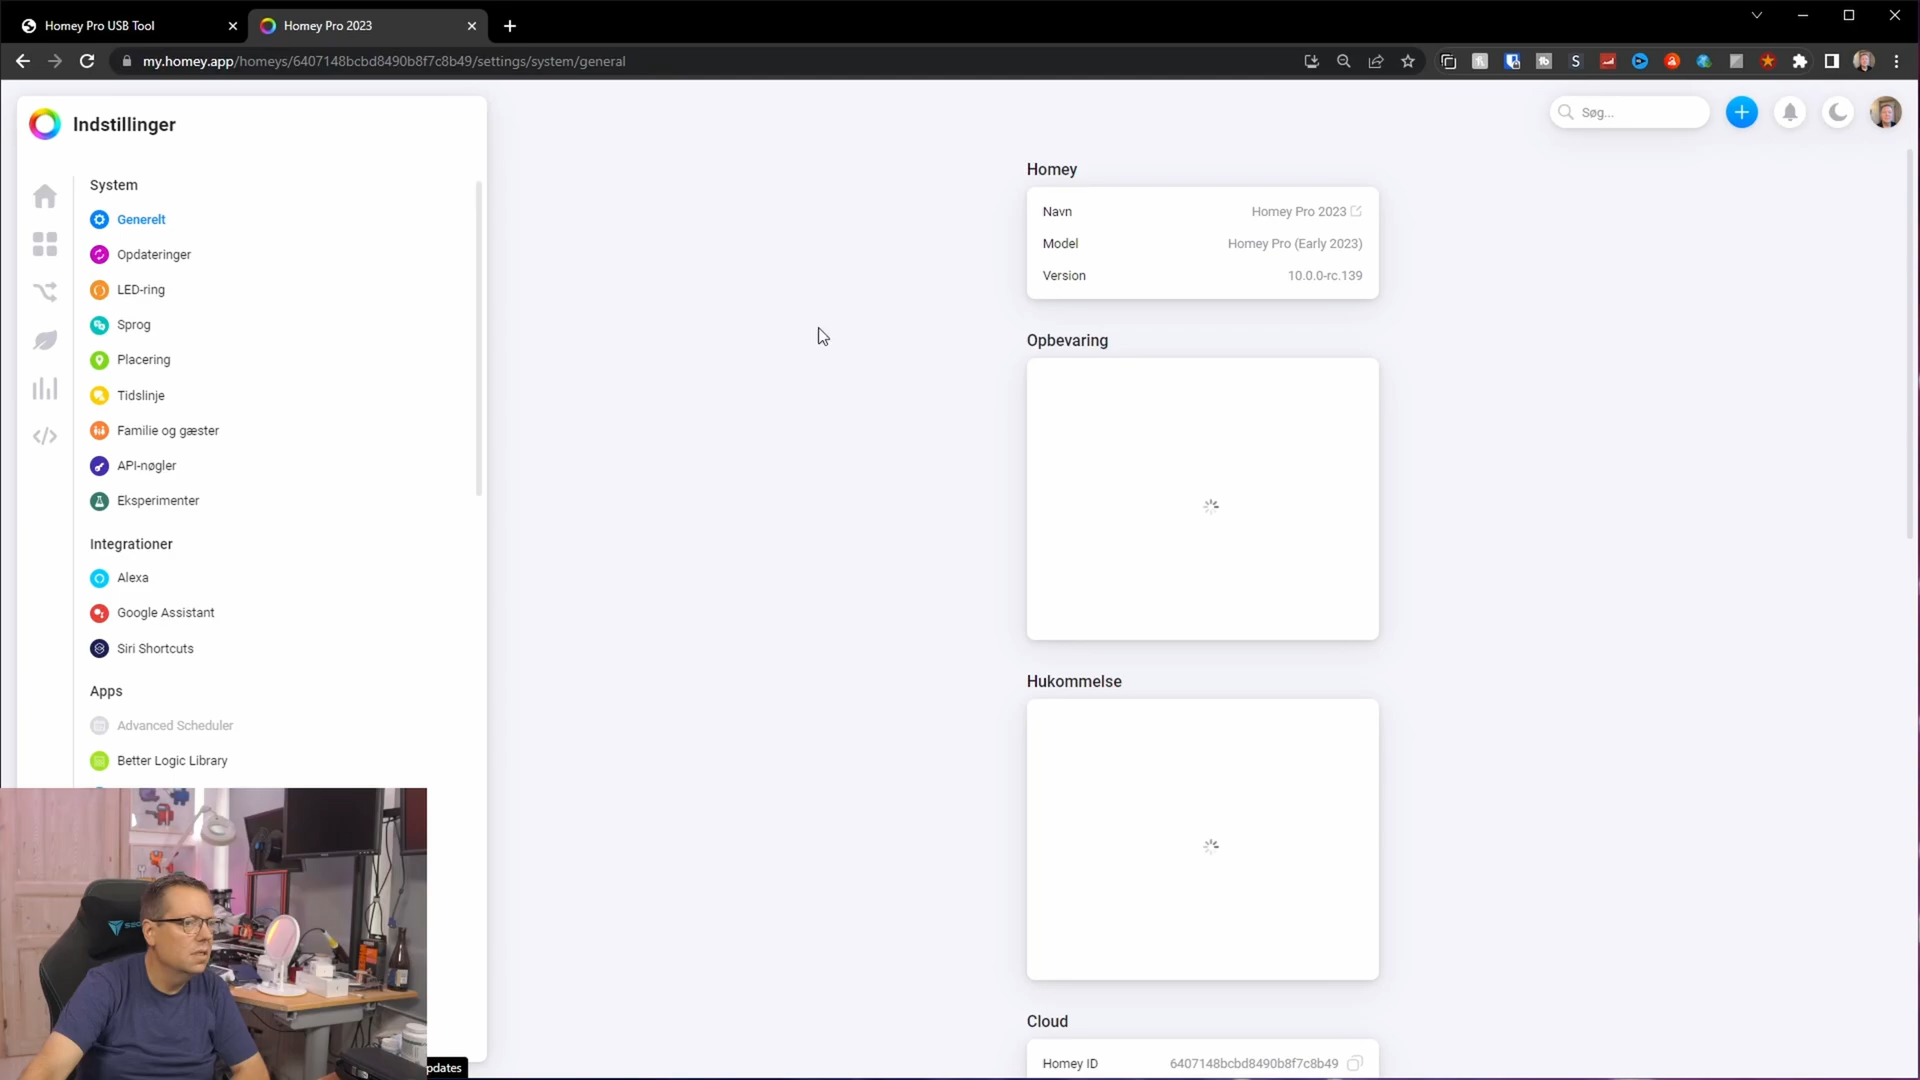 Homey Pro USB Tool
Homey Pro 2023
my.homey.app/homeys/6407148bcbd8490b8f7c8b49/settings/system/general
Indstillinger
Søg...
System
Generelt
Opdateringer
LED-ring
Sprog
Placering
Tidslinje
Familie og gæster
API-nøgler
Eksperimenter
Integrationer
Alexa
Google Assistant
Siri Shortcuts
Apps
Advanced Scheduler
Better Logic Library
Homey
Navn Homey Pro 2023
Model Homey Pro (Early 2023)
Version 10.0.0-rc.139
Opbevaring
Hukommelse
Cloud
Homey ID 6407148bcbd8490b8f7c8b49
pdates